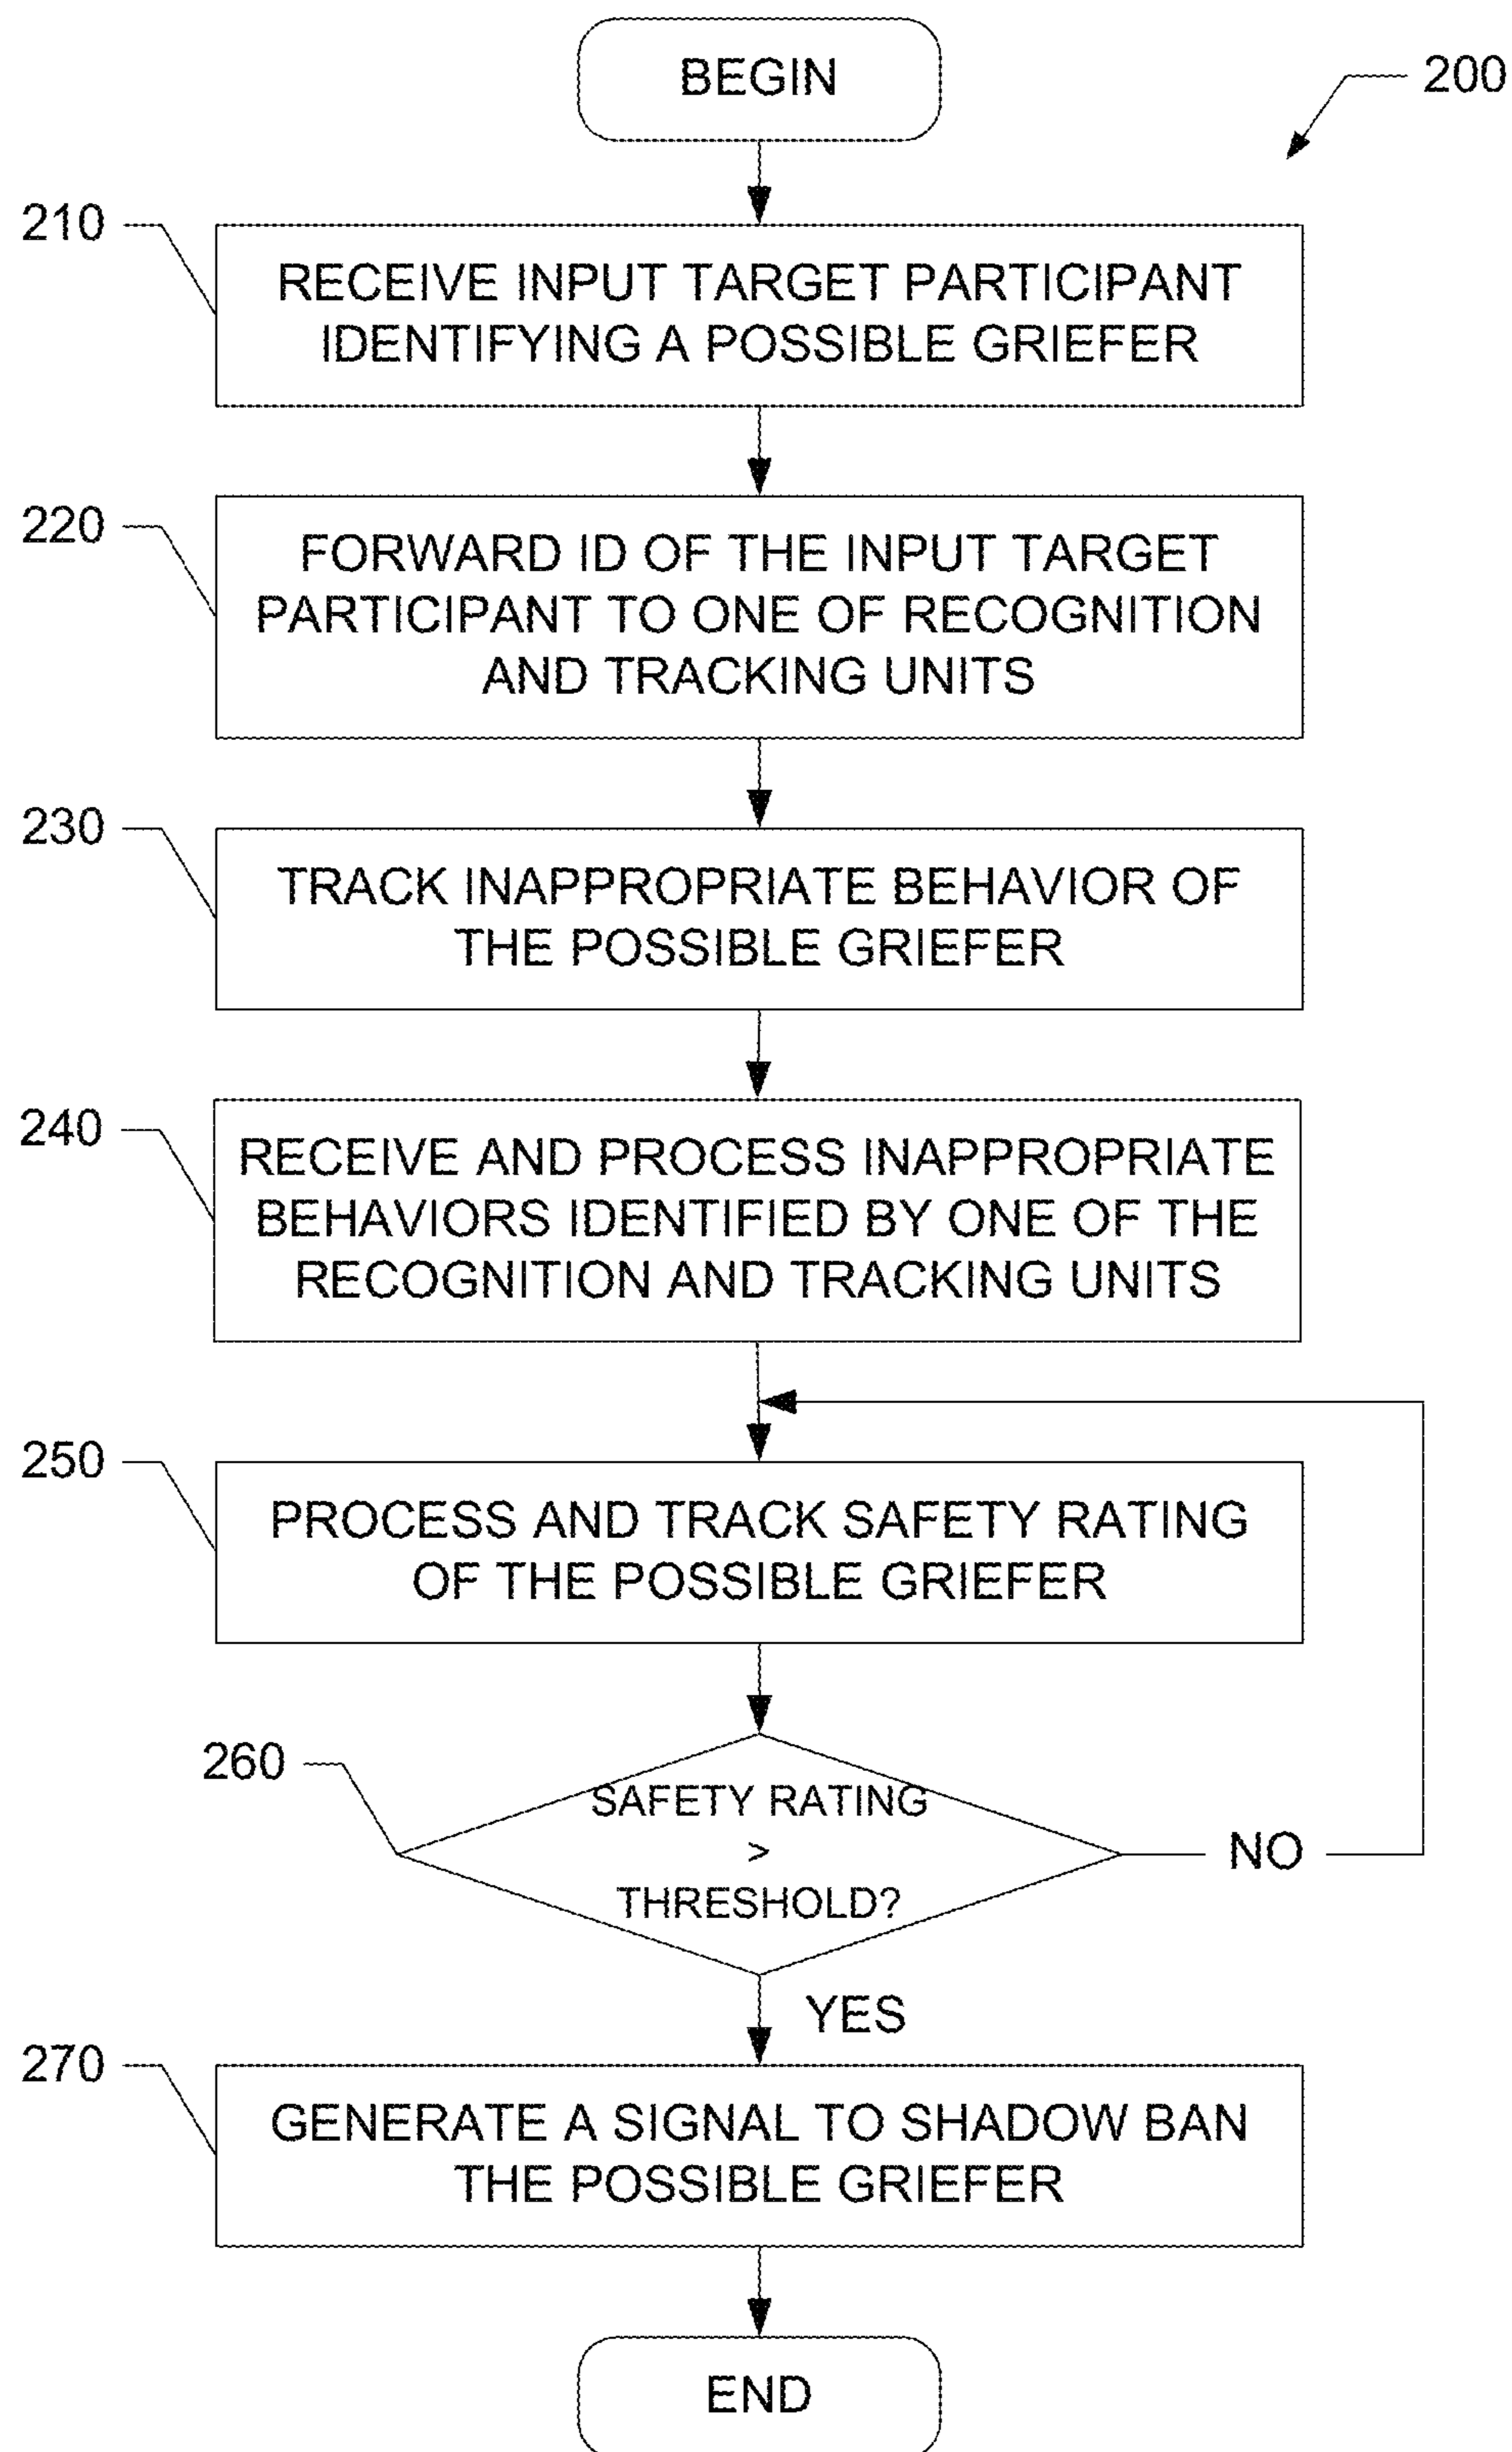 BEGIN
200
210
RECEIVE INPUT TARGET PARTICIPANT
IDENTIFYING A POSSIBLE GRIEFER
220
FORWARD ID OF THE INPUT TARGET
PARTICIPANT TO ONE OF RECOGNITION
AND TRACKING UNITS
230
TRACK INAPPROPRIATE BEHAVIOR OF
THE POSSIBLE GRIEFER
240
RECEIVE AND PROCESS INAPPROPRIATE
BEHAVIORS IDENTIFIED BY ONE OF THE
RECOGNITION AND TRACKING UNITS
250
PROCESS AND TRACK SAFETY RATING
OF THE POSSIBLE GRIEFER
260
SAFETY RATING
>
THRESHOLD?
NO
YES
270
GENERATE A SIGNAL TO SHADOW BAN
THE POSSIBLE GRIEFER
END